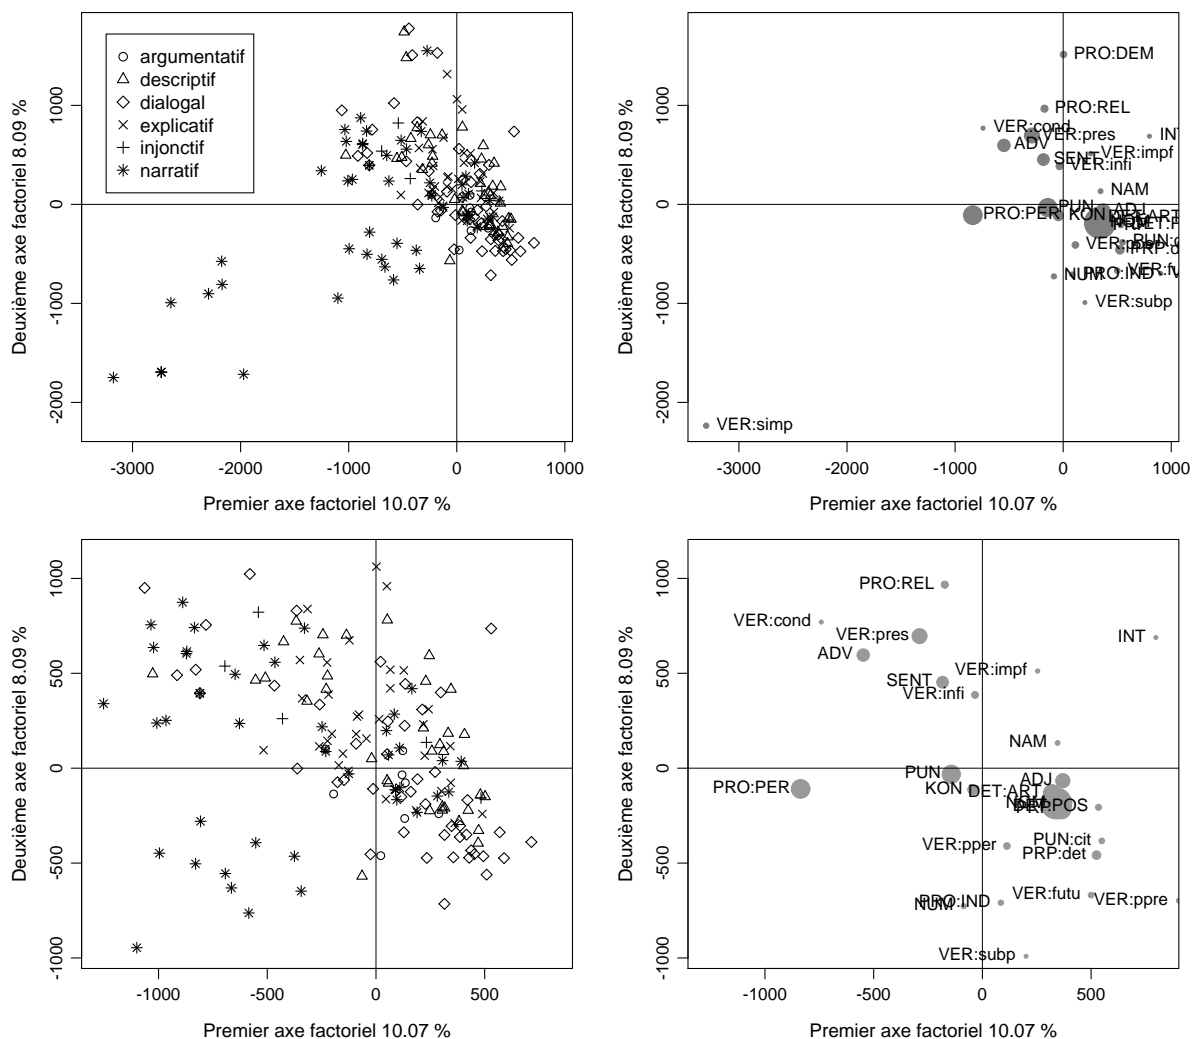 argumentatif
descriptif
dialogal
explicatif
injonctif
narratif
Deuxième axe factoriel 8.09 %
1000
0
-1000
-2000
-3000 -2000 -1000 0 1000
Premier axe factoriel 10.07 %
Deuxième axe factoriel 8.09 %
1000
0
-1000
-2000
PRO:DEM
PRO:REL
VER:cond
VER:pres
ADV
SENT
VER:impf
VER:infi
NAM
PUN
ADJ
PRO:PER
KON
NUM
PRO:IND
VER:subp
VER:simp
-3000 -2000 -1000 0 1000
Premier axe factoriel 10.07 %
Deuxième axe factoriel 8.09 %
1000
500
0
-500
-1000
-1000 -500 0 500
Premier axe factoriel 10.07 %
Deuxième axe factoriel 8.09 %
1000
500
0
-500
-1000
PRO:REL
VER:cond
VER:pres
INT
ADV
VER:impf
SENT
VER:infi
NAM
PUN
ADJ
PRO:PER
KON
DET:ART
DET:POS
PUN:cit
VER:pper
PRP:det
VER:futu
VER:ppre
PRO:IND
NUM
VER:subp
-1000 -500 0 500
Premier axe factoriel 10.07 %